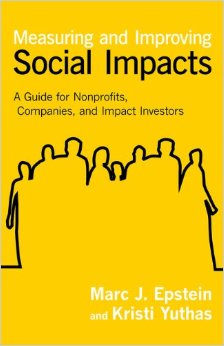 Measuring and Improving
Social Impacts
A Guide for Nonprofits,
Companies, and Impact Investors
Marc J. Epstein
and Kristi Yuthas